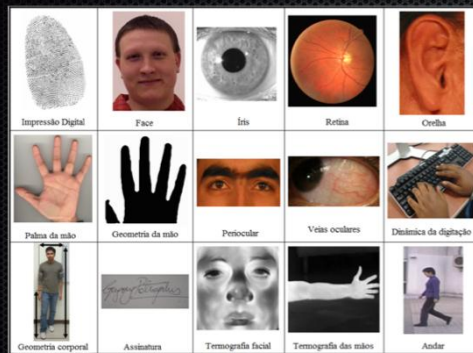 Impressão Digital
Face
Íris
Retina
Orelha
Palma da mão
Geometria da mão
Periocular
Veias oculares
Dinâmica da digitação
Geometria corporal
Assinatura
Termografia facial
Termografia das mãos
Andar